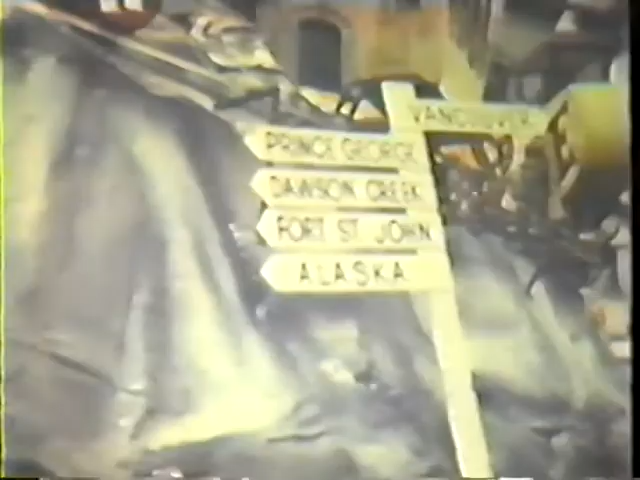 VANCOUVER
PRINCE GEORGE
DAWSON CREEK
FORT ST. JOHN
ALASKA